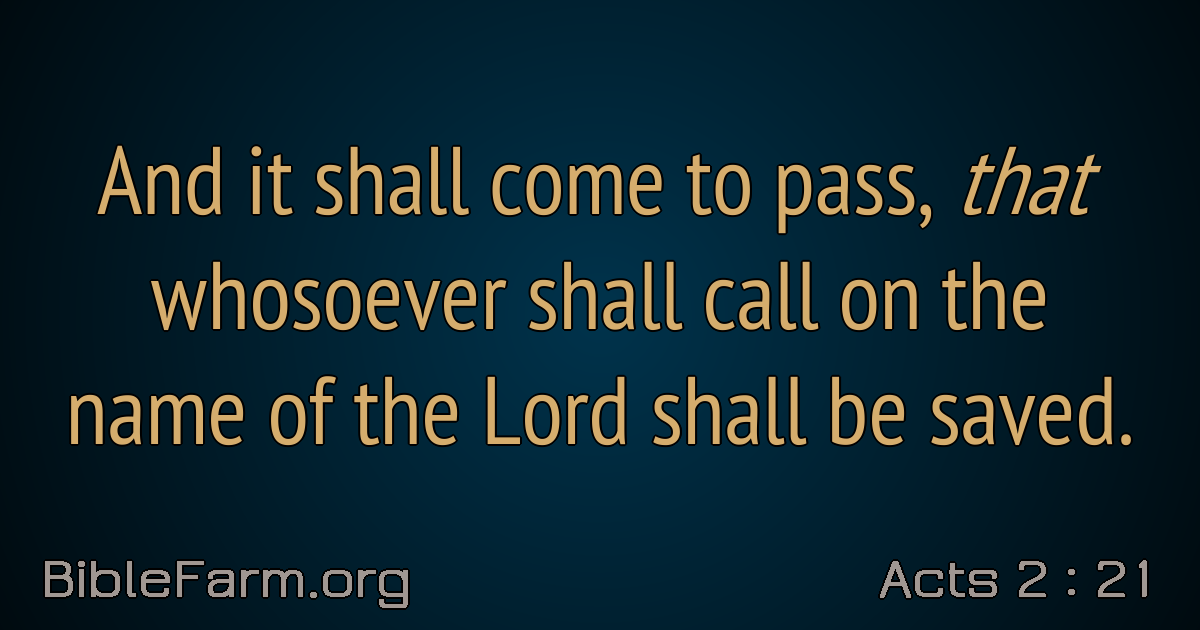 And it shall come to pass, that
whosoever shall call on the
name of the Lord shall be saved.
BibleFarm.org
Acts 2 : 21